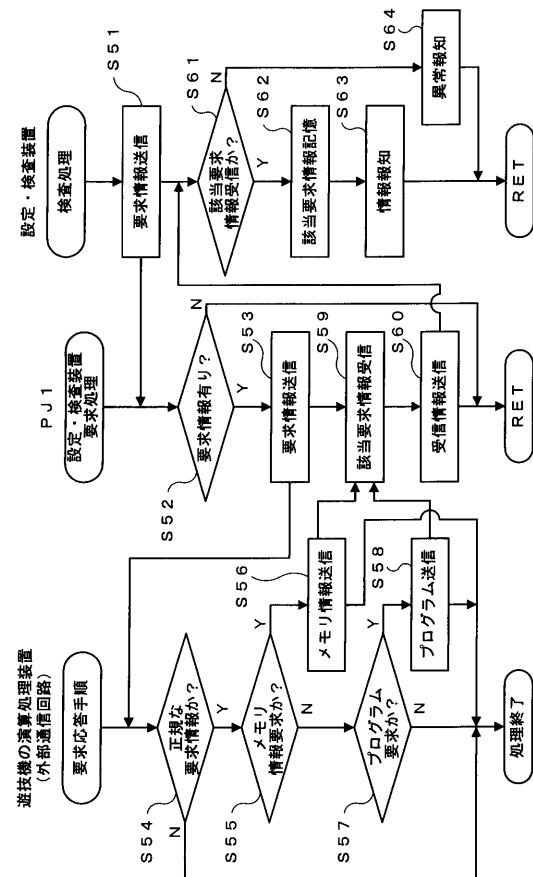 遊技機の演算処理装置
(外部通信回路)
要求応答手順
S54
正規な
要求情報か?
N
Y
S55
メモリ
情報要求か?
Y
N
S56
メモリ情報送信
S57
プログラム
要求か?
Y
N
S58
プログラム送信
処理終了
PJ1
設定・検査装置
要求処理
S52
要求情報有り?
N
Y
S53
要求情報送信
S59
該当要求情報受信
S60
受信情報送信
RET
設定・検査装置
検査処理
S51
要求情報送信
S61
該当要求
情報受信か?
N
Y
S62
該当要求情報記憶
S63
情報報知
S64
異常報知
RET